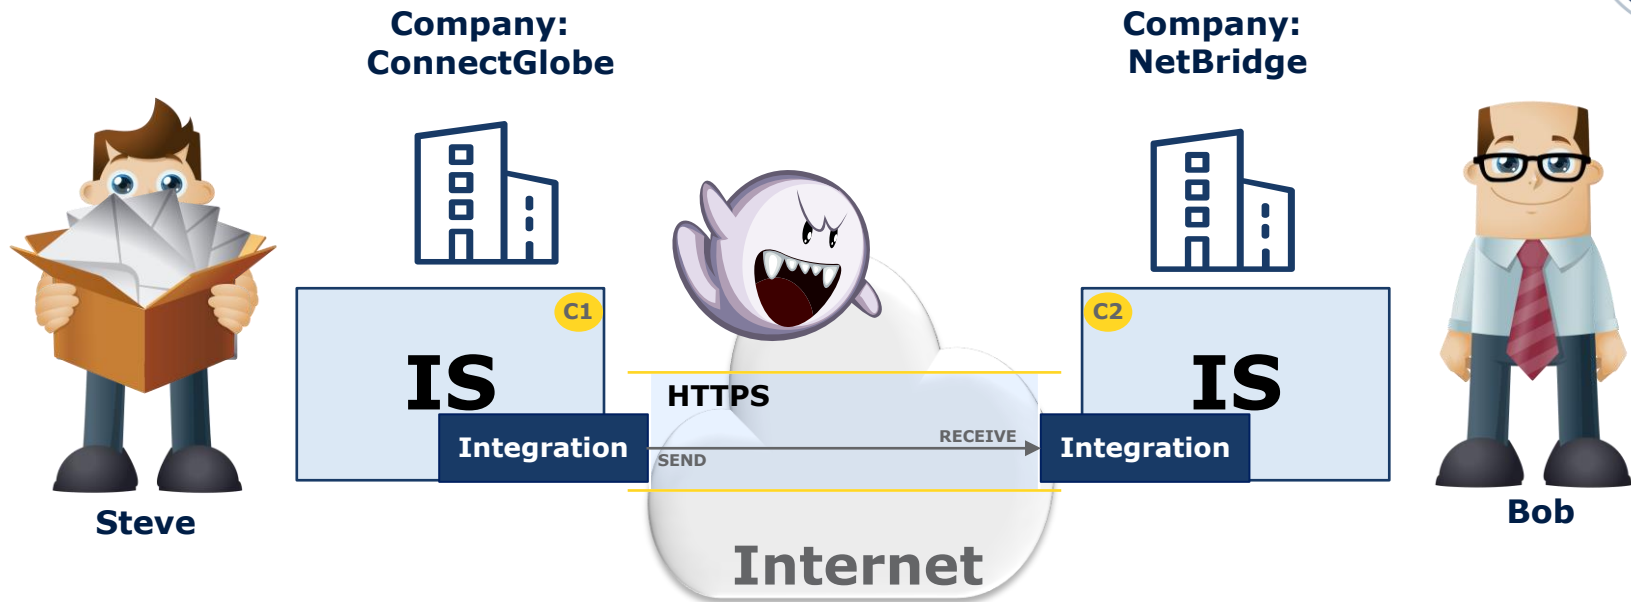 Company:
ConnectGlobe
Company:
NetBridge
C1
IS
Integration
HTTPS
SEND
RECEIVE
C2
IS
Integration
Steve
Internet
Bob